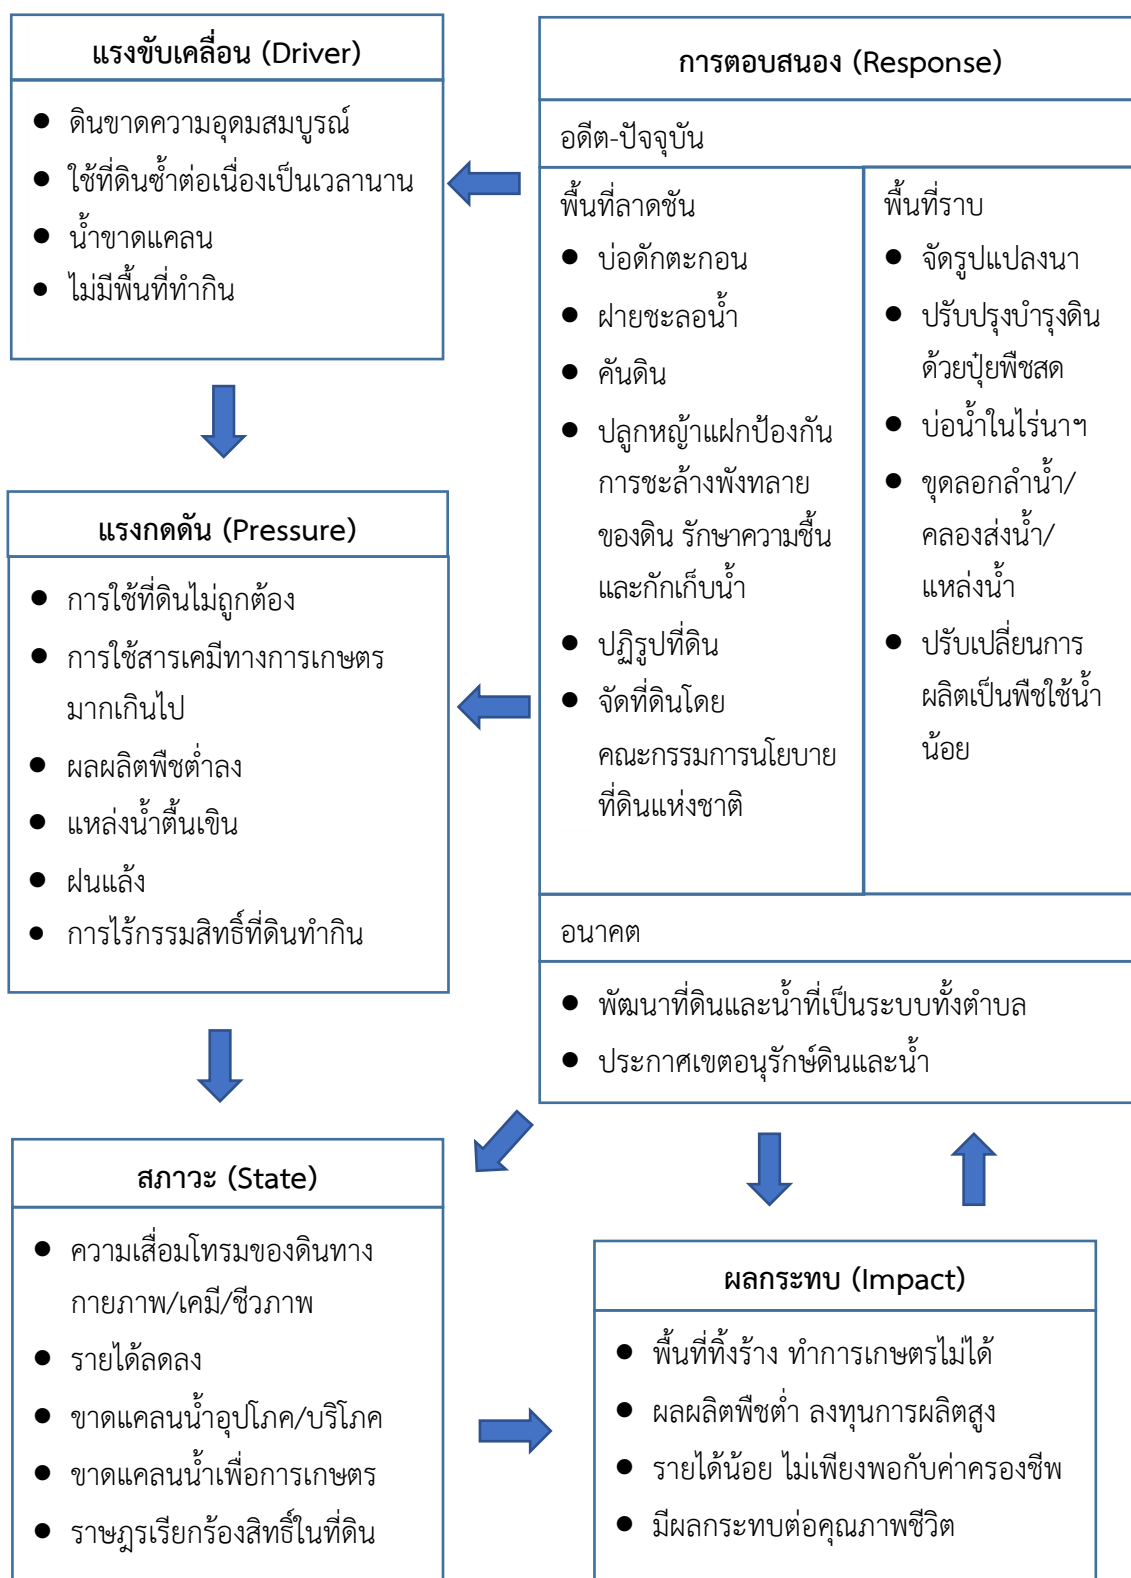 แรงขับเคลื่อน (Driver)
● ดินขาดความอุดมสมบูรณ์
● ใช้ที่ดินซ้ำต่อเนื่องเป็นเวลานาน
● น้ำขาดแคลน
● ไม่มีพื้นที่ทำกิน
แรงกดดัน (Pressure)
● การใช้ที่ดินไม่ถูกต้อง
● การใช้สารเคมีทางการเกษตร
มากเกินไป
● ผลผลิตพืชต่ำลง
● แหล่งน้ำตื้นเขิน
● ฝนแล้ง
● การไร้กรรมสิทธิ์ที่ดินทำกิน
สภาวะ (State)
● ความเสื่อมโทรมของดินทาง
กายภาพ/เคมี/ชีวภาพ
● รายได้ลดลง
● ขาดแคลนน้ำอุปโภค/บริโภค
● ขาดแคลนน้ำเพื่อการเกษตร
● ราษฎรเรียกร้องสิทธิ์ในที่ดิน
การตอบสนอง (Response)
อดีต-ปัจจุบัน
พื้นที่ลาดชัน
● บ่อดักตะกอน
● ฝายชะลอน้ำ
● คันดิน
● ปลูกหญ้าแฝกป้องกัน
การชะล้างพังทลาย
ของดิน รักษาความชื้น
และกักเก็บน้ำ
● ปฏิรูปที่ดิน
● จัดที่ดินโดย
คณะกรรมการนโยบาย
ที่ดินแห่งชาติ
พื้นที่ราบ
● จัดรูปแปลงนา
● ปรับปรุงบำรุงดิน
ด้วยปุ๋ยพืชสด
● บ่อน้ำในไร่นาฯ
● ขุดลอกลำน้ำ/
คลองส่งน้ำ/
แหล่งน้ำ
● ปรับเปลี่ยนการ
ผลิตเป็นพืชใช้น้ำ
น้อย
อนาคต
● พัฒนาที่ดินและน้ำที่เป็นระบบทั้งตำบล
● ประกาศเขตอนุรักษ์ดินและน้ำ
ผลกระทบ (Impact)
● พื้นที่ทิ้งร้าง ทำการเกษตรไม่ได้
● ผลผลิตพืชต่ำ ลงทุนการผลิตสูง
● รายได้น้อย ไม่เพียงพอกับค่าครองชีพ
● มีผลกระทบต่อคุณภาพชีวิต